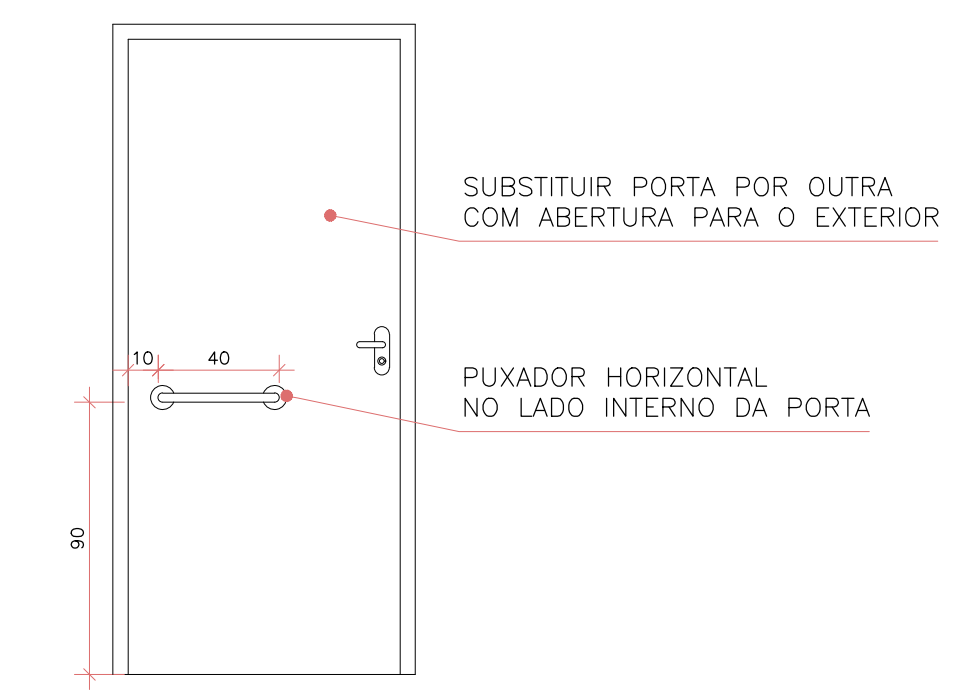 SUBSTITUIR PORTA POR OUTRA
COM ABERTURA PARA O EXTERIOR
10 40
PUXADOR HORIZONTAL
NO LADO INTERNO DA PORTA
90